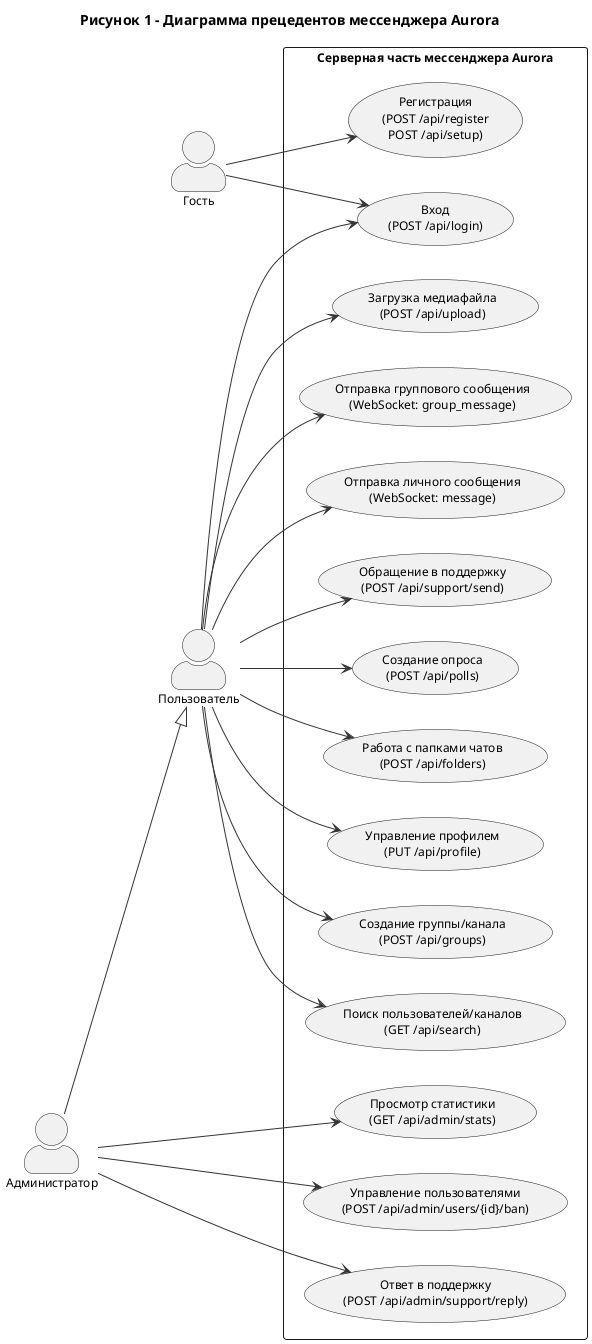 Рисунок 1 - Диаграмма прецедентов мессенджера Aurora
Серверная часть мессенджера Aurora
Регистрация
(POST /api/register
POST /api/setup)
Гость
Вход
(POST /api/login)
Загрузка медиафайла
(POST /api/upload)
Отправка группового сообщения
(WebSocket: group_message)
Отправка личного сообщения
(WebSocket: message)
Обращение в поддержку
(POST /api/support/send)
Создание опроса
(POST /api/polls)
Пользователь
Работа с папками чатов
(POST /api/folders)
Управление профилем
(PUT /api/profile)
Создание группы/канала
(POST /api/groups)
Поиск пользователей/каналов
(GET /api/search)
Просмотр статистики
(GET /api/admin/stats)
Администратор
Управление пользователями
(POST /api/admin/users/{id}/ban)
Ответ в поддержку
(POST /api/admin/support/reply)